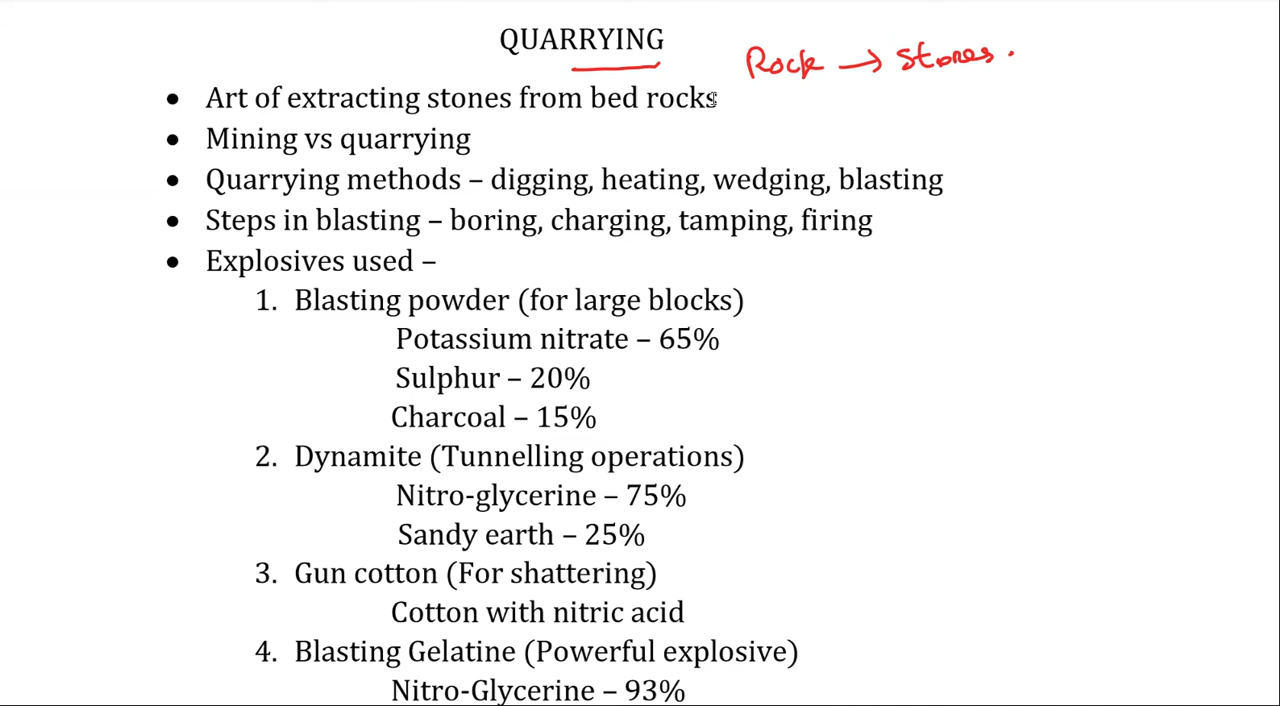 QUARRYING
Rock → Stones.
• Art of extracting stones from bed rocks
• Mining vs quarrying
• Quarrying methods – digging, heating, wedging, blasting
• Steps in blasting – boring, charging, tamping, firing
• Explosives used –
1. Blasting powder (for large blocks)
Potassium nitrate – 65%
Sulphur – 20%
Charcoal – 15%
2. Dynamite (Tunnelling operations)
Nitro-glycerine – 75%
Sandy earth – 25%
3. Gun cotton (For shattering)
Cotton with nitric acid
4. Blasting Gelatine (Powerful explosive)
Nitro-Glycerine – 93%